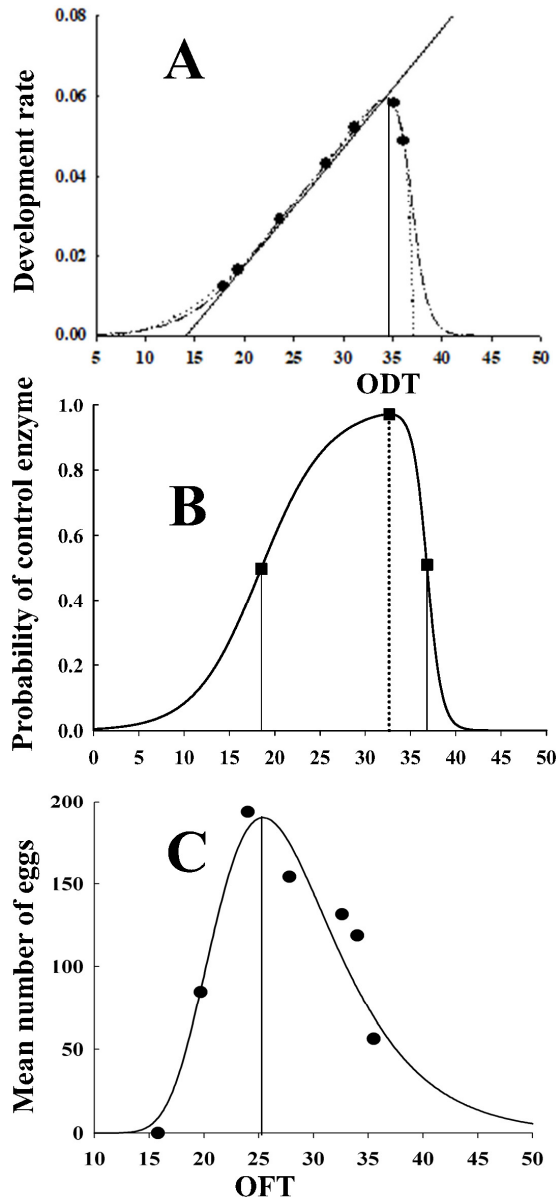 A
Development rate
0.08
0.06
0.04
0.02
0.00
5 10 15 20 25 30 35 40 45 50
ODT
B
Probability of control enzyme
1.0
0.8
0.6
0.4
0.2
0.0
0 5 10 15 20 25 30 35 40 45 50
C
Mean number of eggs
200
150
100
50
0
10 15 20 25 30 35 40 45 50
OFT